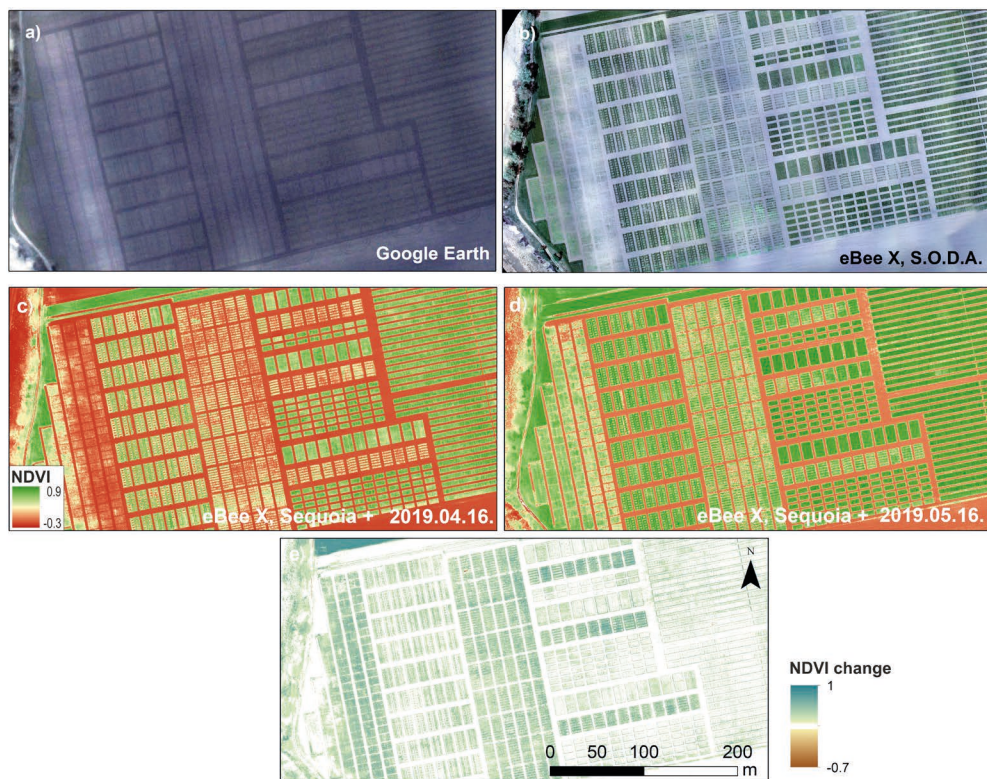 a)
Google Earth
b)
eBee X, S.O.D.A.
c)
NDVI
0.9
-0.3
eBee X, Sequoia + 2019.04.16.
d)
eBee X, Sequoia + 2019.05.16.
e)
N
NDVI change
1
-0.7
0 50 100 200
m